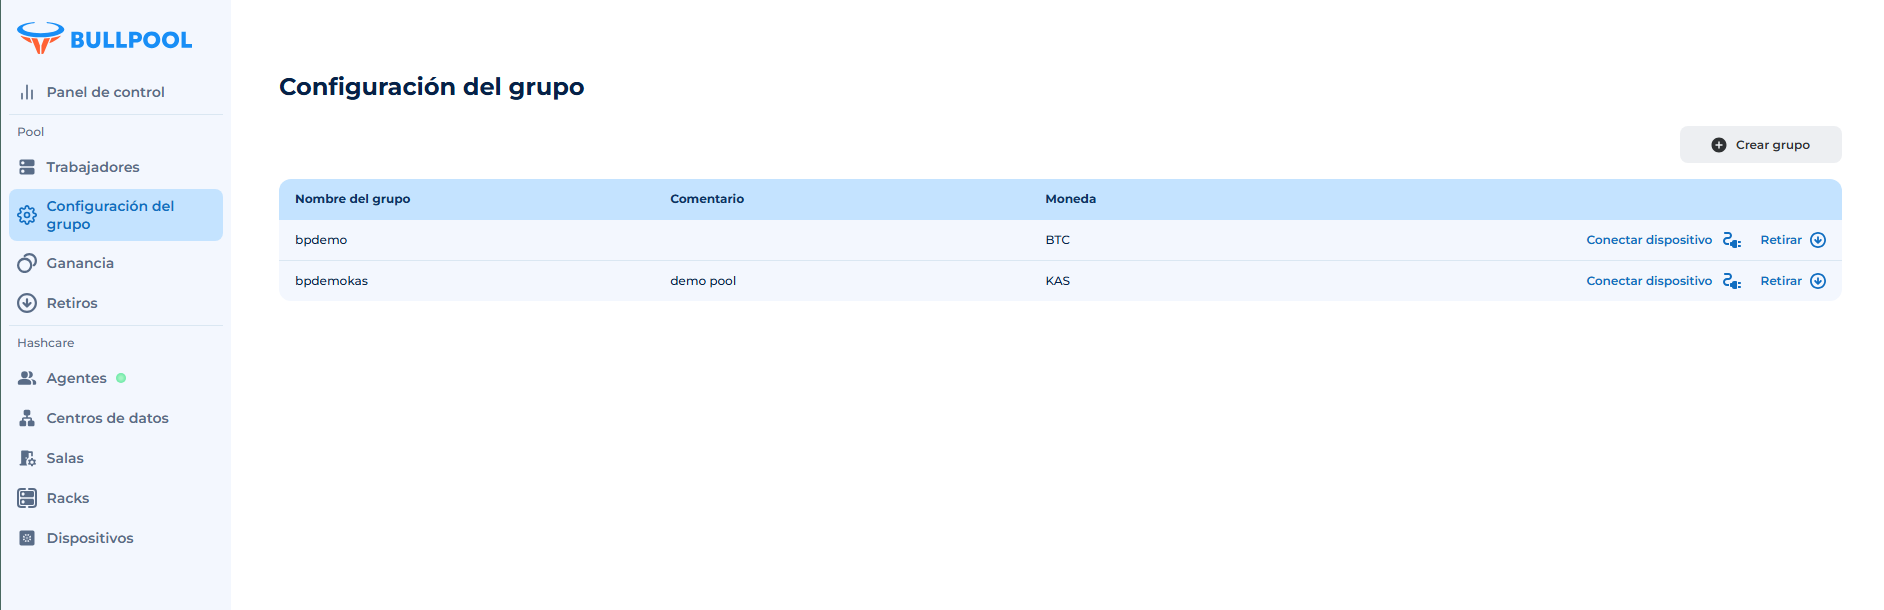 BULLPOOL
Panel de control
Pool
Trabajadores
Configuración del
grupo
Ganancia
Retiros
Hashcare
Agentes
Centros de datos
Salas
Racks
Dispositivos
Configuración del grupo
Crear grupo
Nombre del grupo Comentario Moneda
bpdemo BTC Conectar dispositivo Retirar
bpdemokas demo pool KAS Conectar dispositivo Retirar